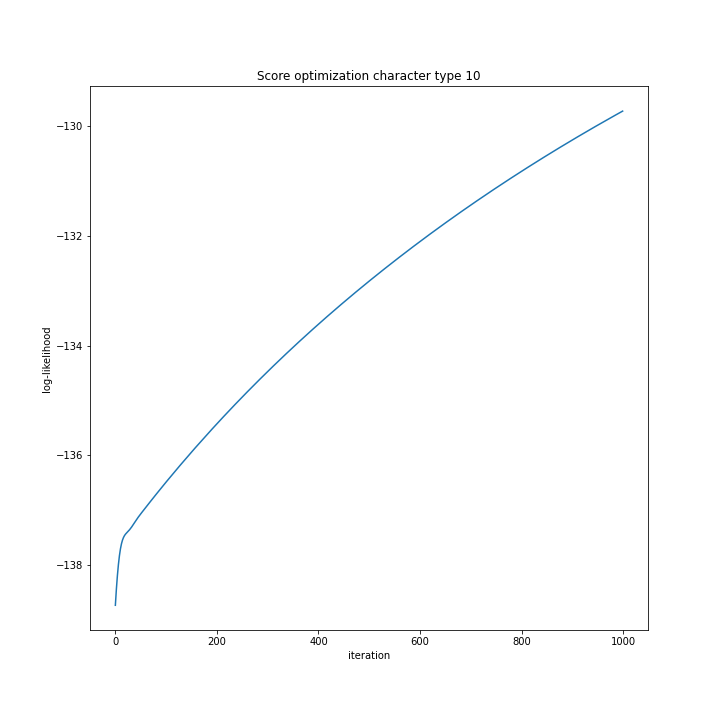 Score optimization character type 10
−130
−132
−134
−136
−138
log-likelihood
0 200 400 600 800 1000
iteration